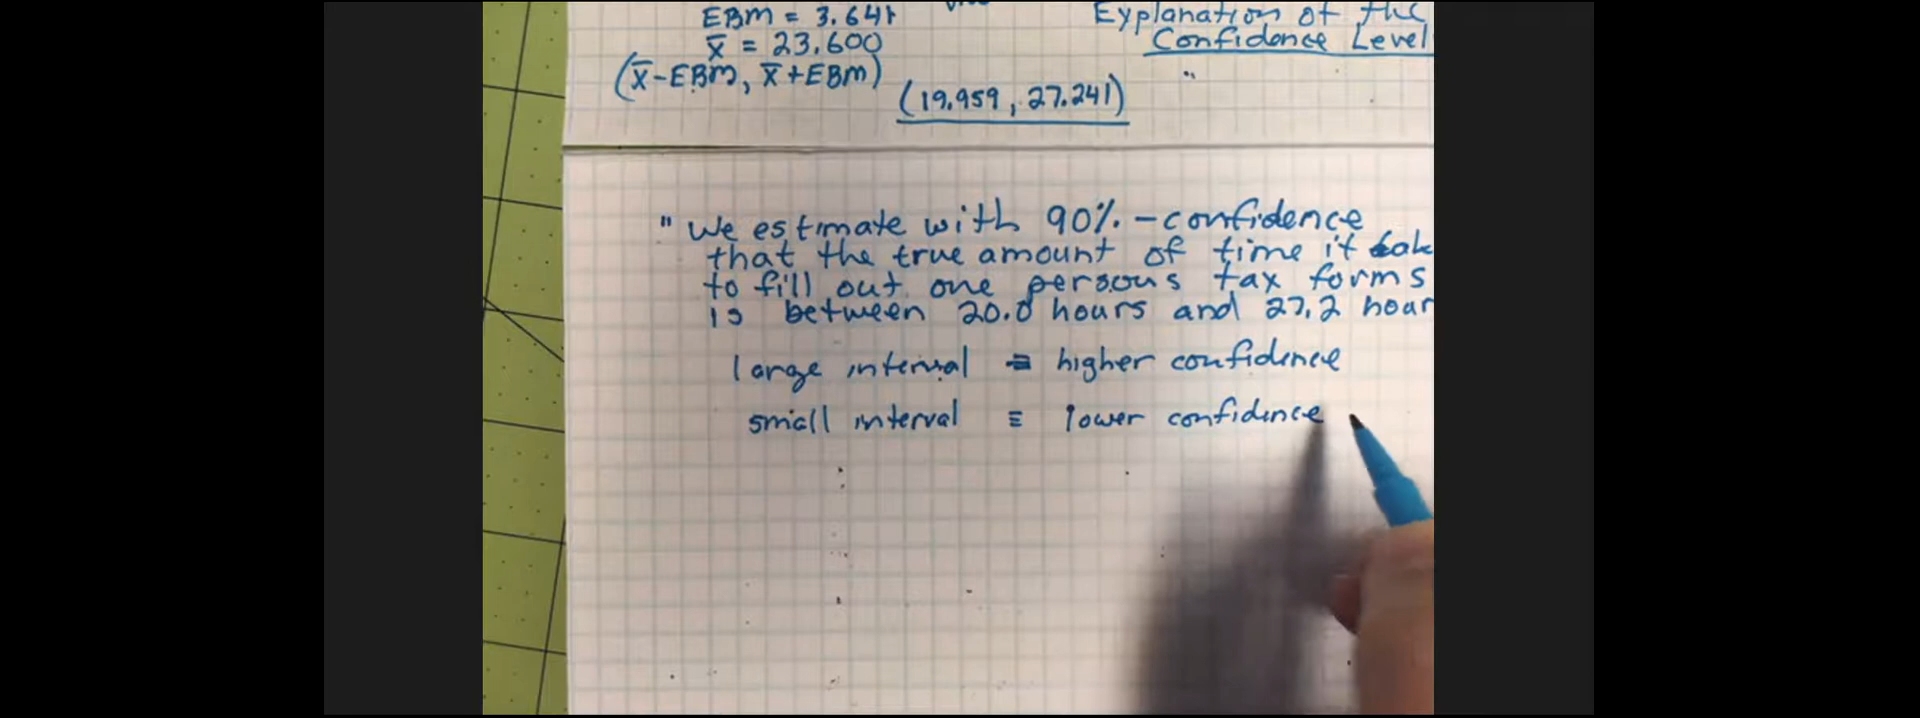 EBM = 3.641
x̄ = 23.600
(x̄-EBM, x̄+EBM)
(19.959, 27.241)
Explanation of the
Confidence Level
"
" We estimate with 90% - confidence
that the true amount of time it tak
to fill out one persons tax forms
is between 20.0 hours and 27.2 hour
large interval = higher confidence
small interval ≡ lower confidence